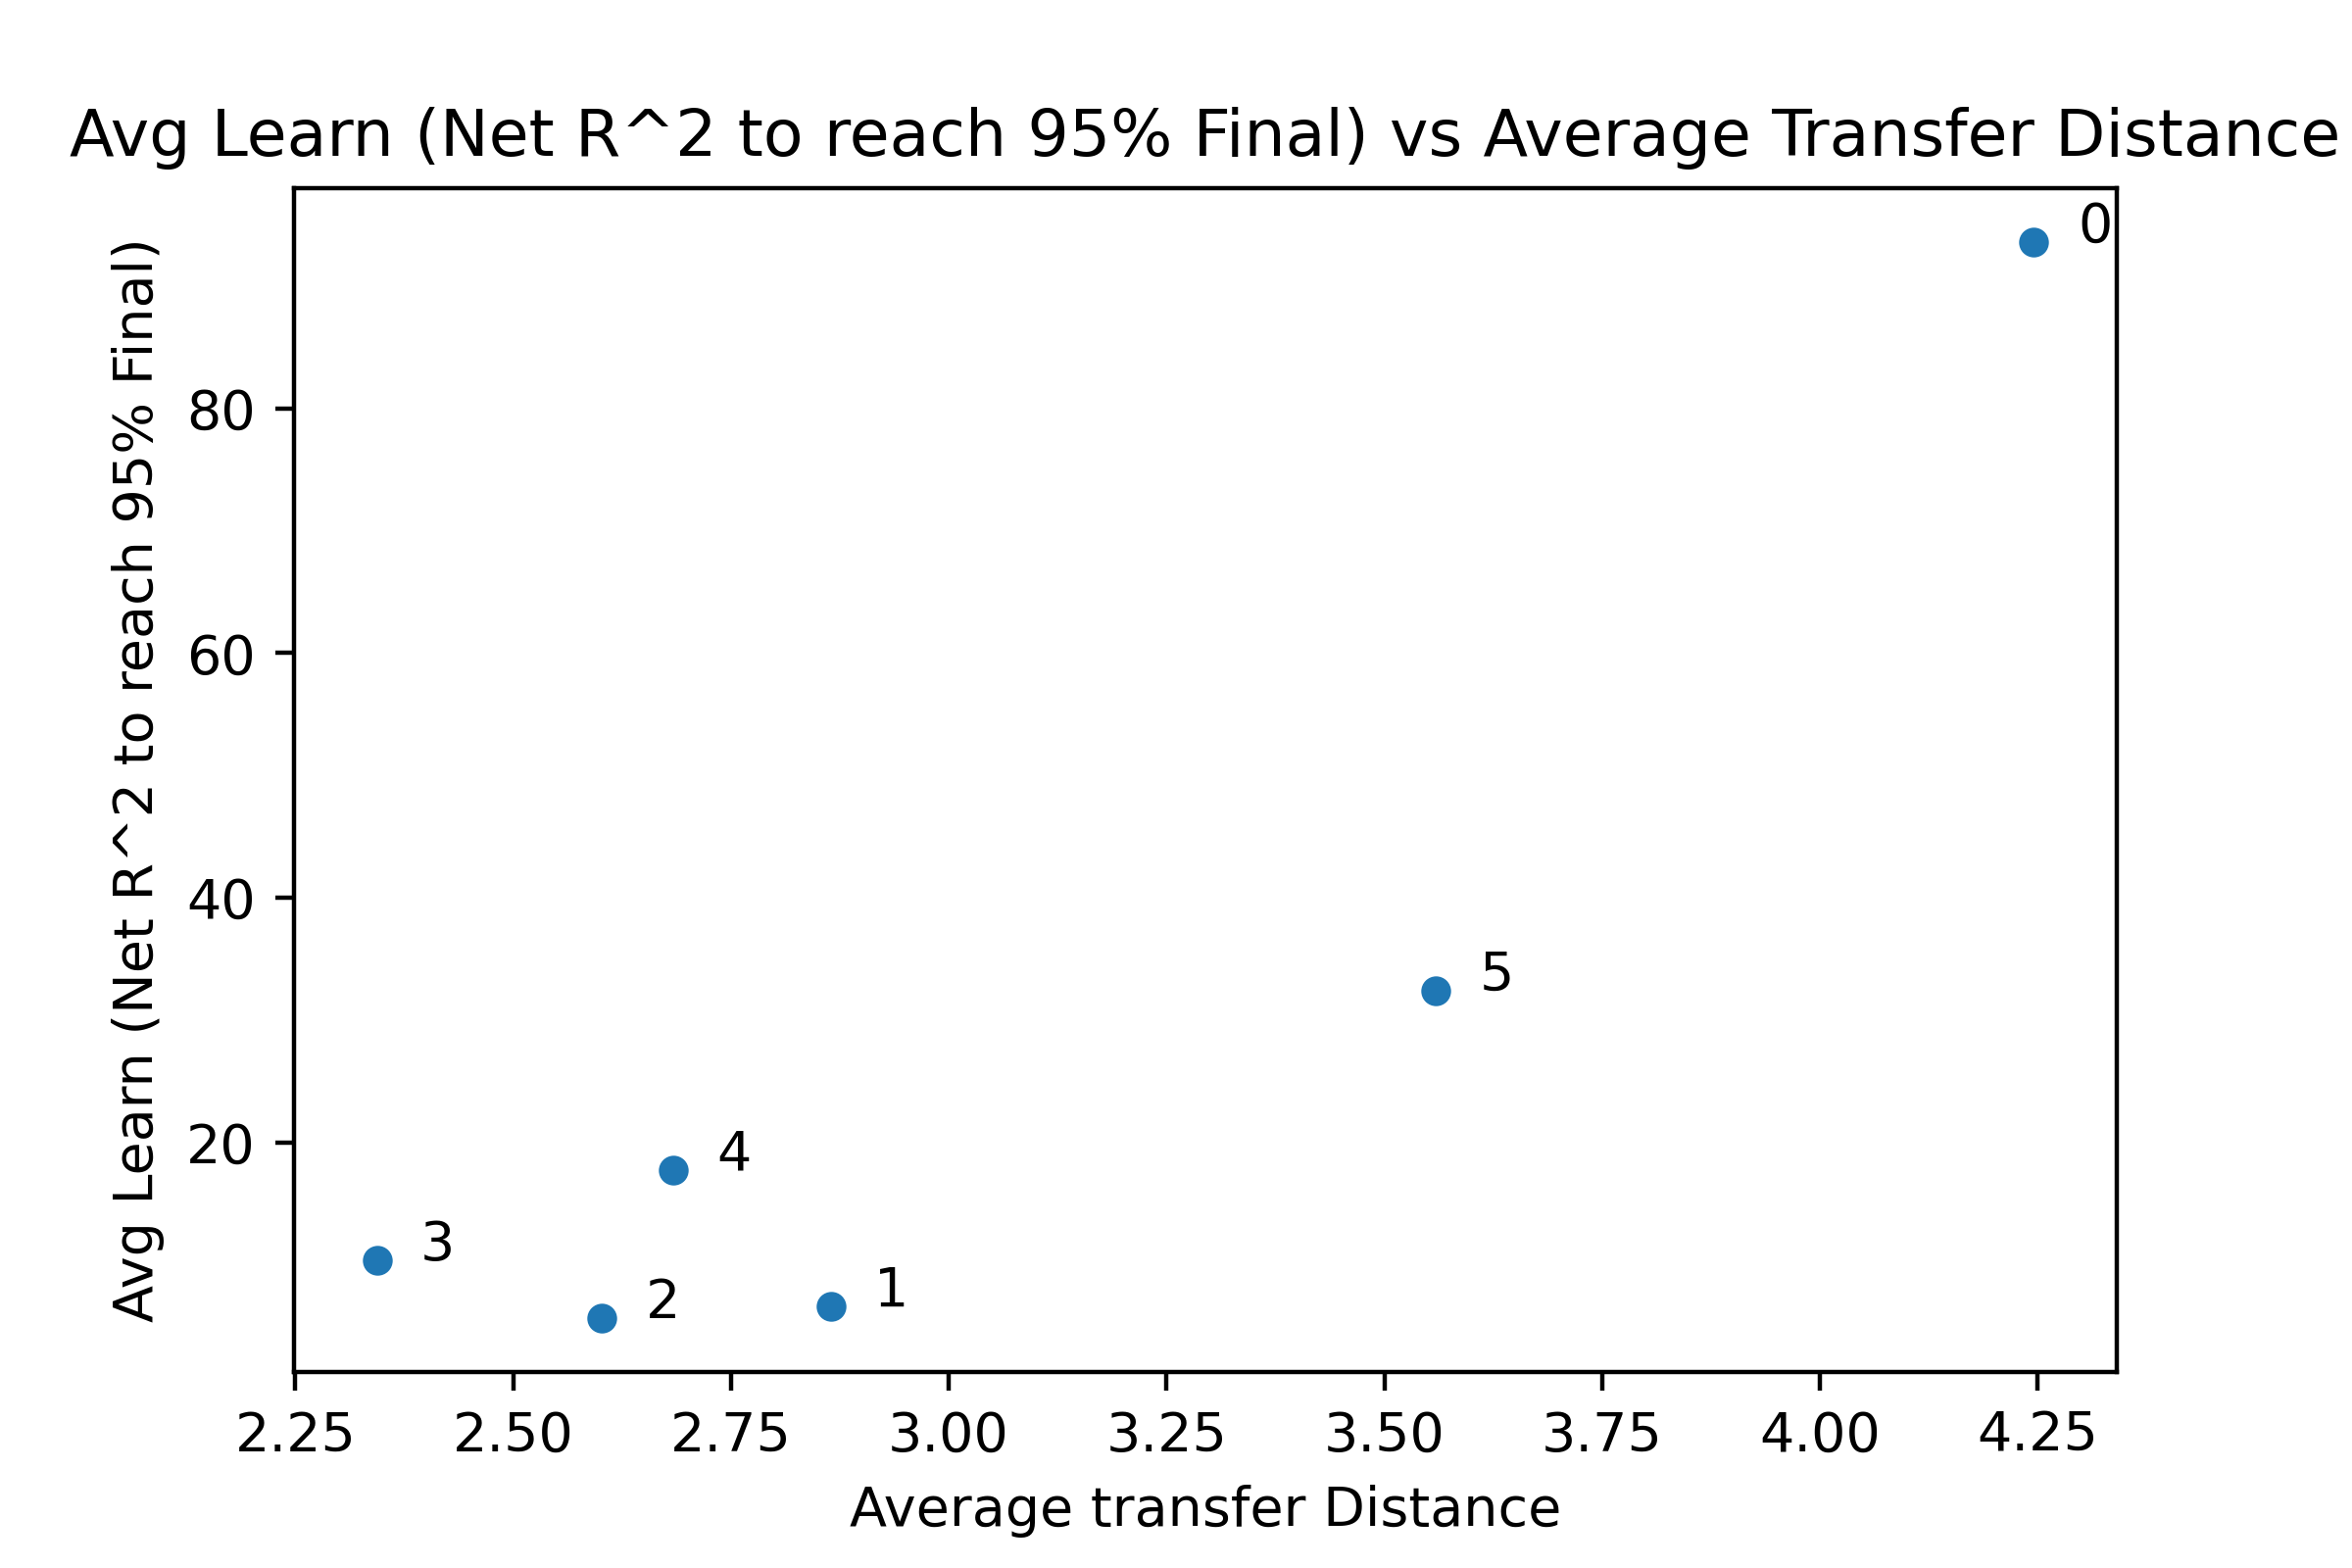 Avg Learn (Net R^2 to reach 95% Final) vs Average Transfer Distance
Avg Learn (Net R^2 to reach 95% Final)
80
60
40
20
0
5
4
3
2
1
2.25 2.50 2.75 3.00 3.25 3.50 3.75 4.00 4.25
Average transfer Distance